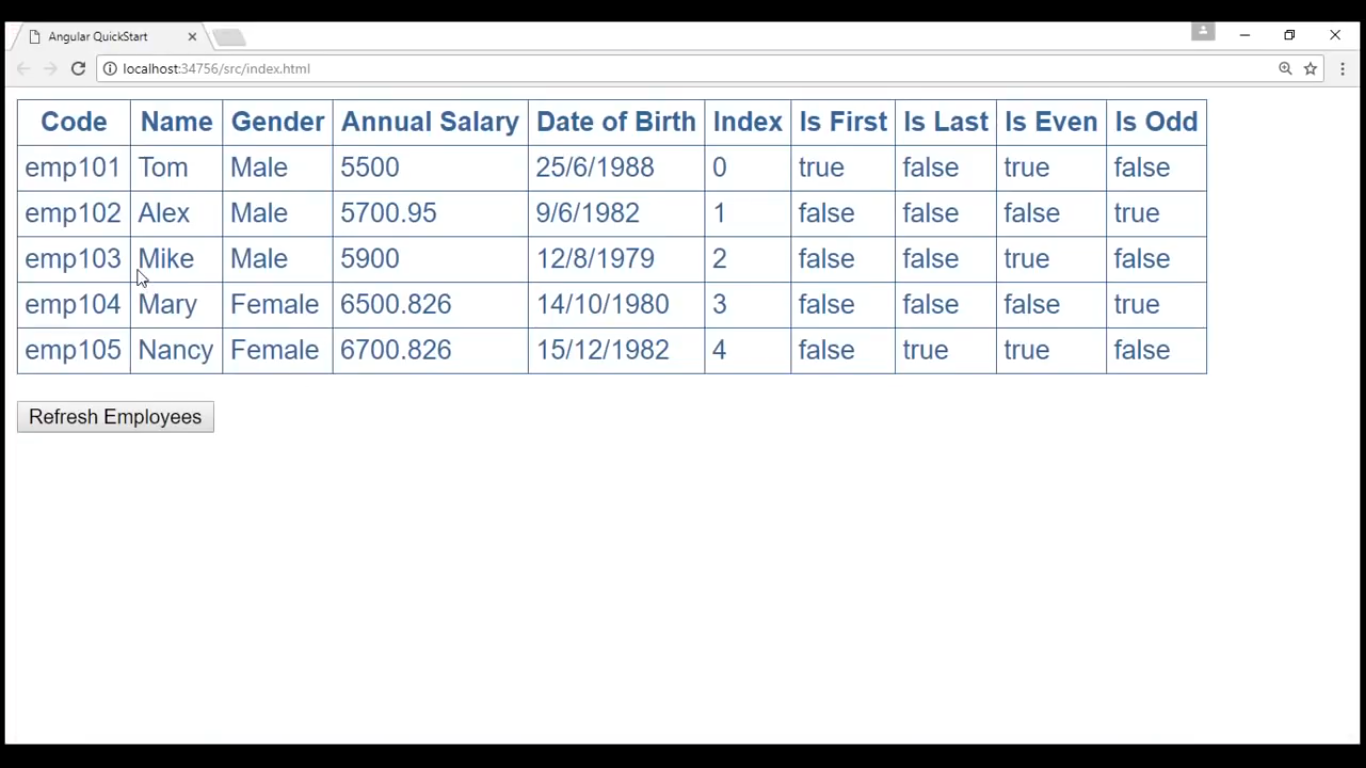 Angular QuickStart
localhost:34756/src/index.html
Code Name Gender Annual Salary Date of Birth Index Is First Is Last Is Even Is Odd
emp101 Tom Male 5500 25/6/1988 0 true false true false
emp102 Alex Male 5700.95 9/6/1982 1 false false false true
emp103 Mike Male 5900 12/8/1979 2 false false true false
emp104 Mary Female 6500.826 14/10/1980 3 false false false true
emp105 Nancy Female 6700.826 15/12/1982 4 false true true false
Refresh Employees